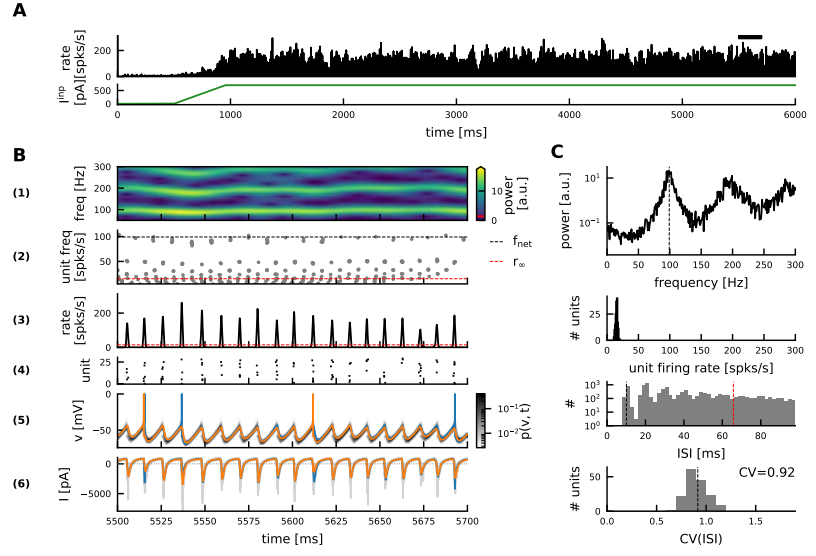 A
rate
[spks/s]
200
0
I^inp
[pA]
500
0
0
1000
2000
3000
4000
5000
6000
time [ms]
B
(1)
freq [Hz]
300
200
100
10
0
power
[a.u.]
(2)
unit freq
[spks/s]
100
50
f_net
r_∞
(3)
rate
[spks/s]
200
0
(4)
unit
25
0
(5)
v [mV]
0
−50
10^−1
10^−2
p(v, t)
(6)
I [pA]
0
−5000
5500
5525
5550
5575
5600
5625
5650
5675
5700
time [ms]
C
power [a.u.]
10^1
10^−1
0
50
100
150
200
250
300
frequency [Hz]
# units
25
0
0
50
100
150
200
250
300
unit firing rate [spks/s]
#
10^3
10^2
10^1
10^0
0
20
40
60
80
ISI [ms]
# units
50
0
CV=0.92
0.0
0.6
1.0
1.5
CV(ISI)